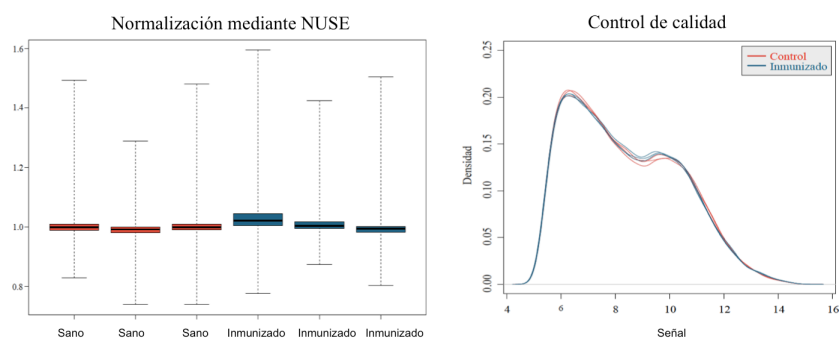 Normalización mediante NUSE
1.6
1.4
1.2
1.0
0.8
Sano Sano Sano Inmunizado Inmunizado Inmunizado
Control de calidad
Control
Inmunizado
Densidad
0.25
0.20
0.15
0.10
0.05
0.00
4 6 8 10 12 14 16
Señal